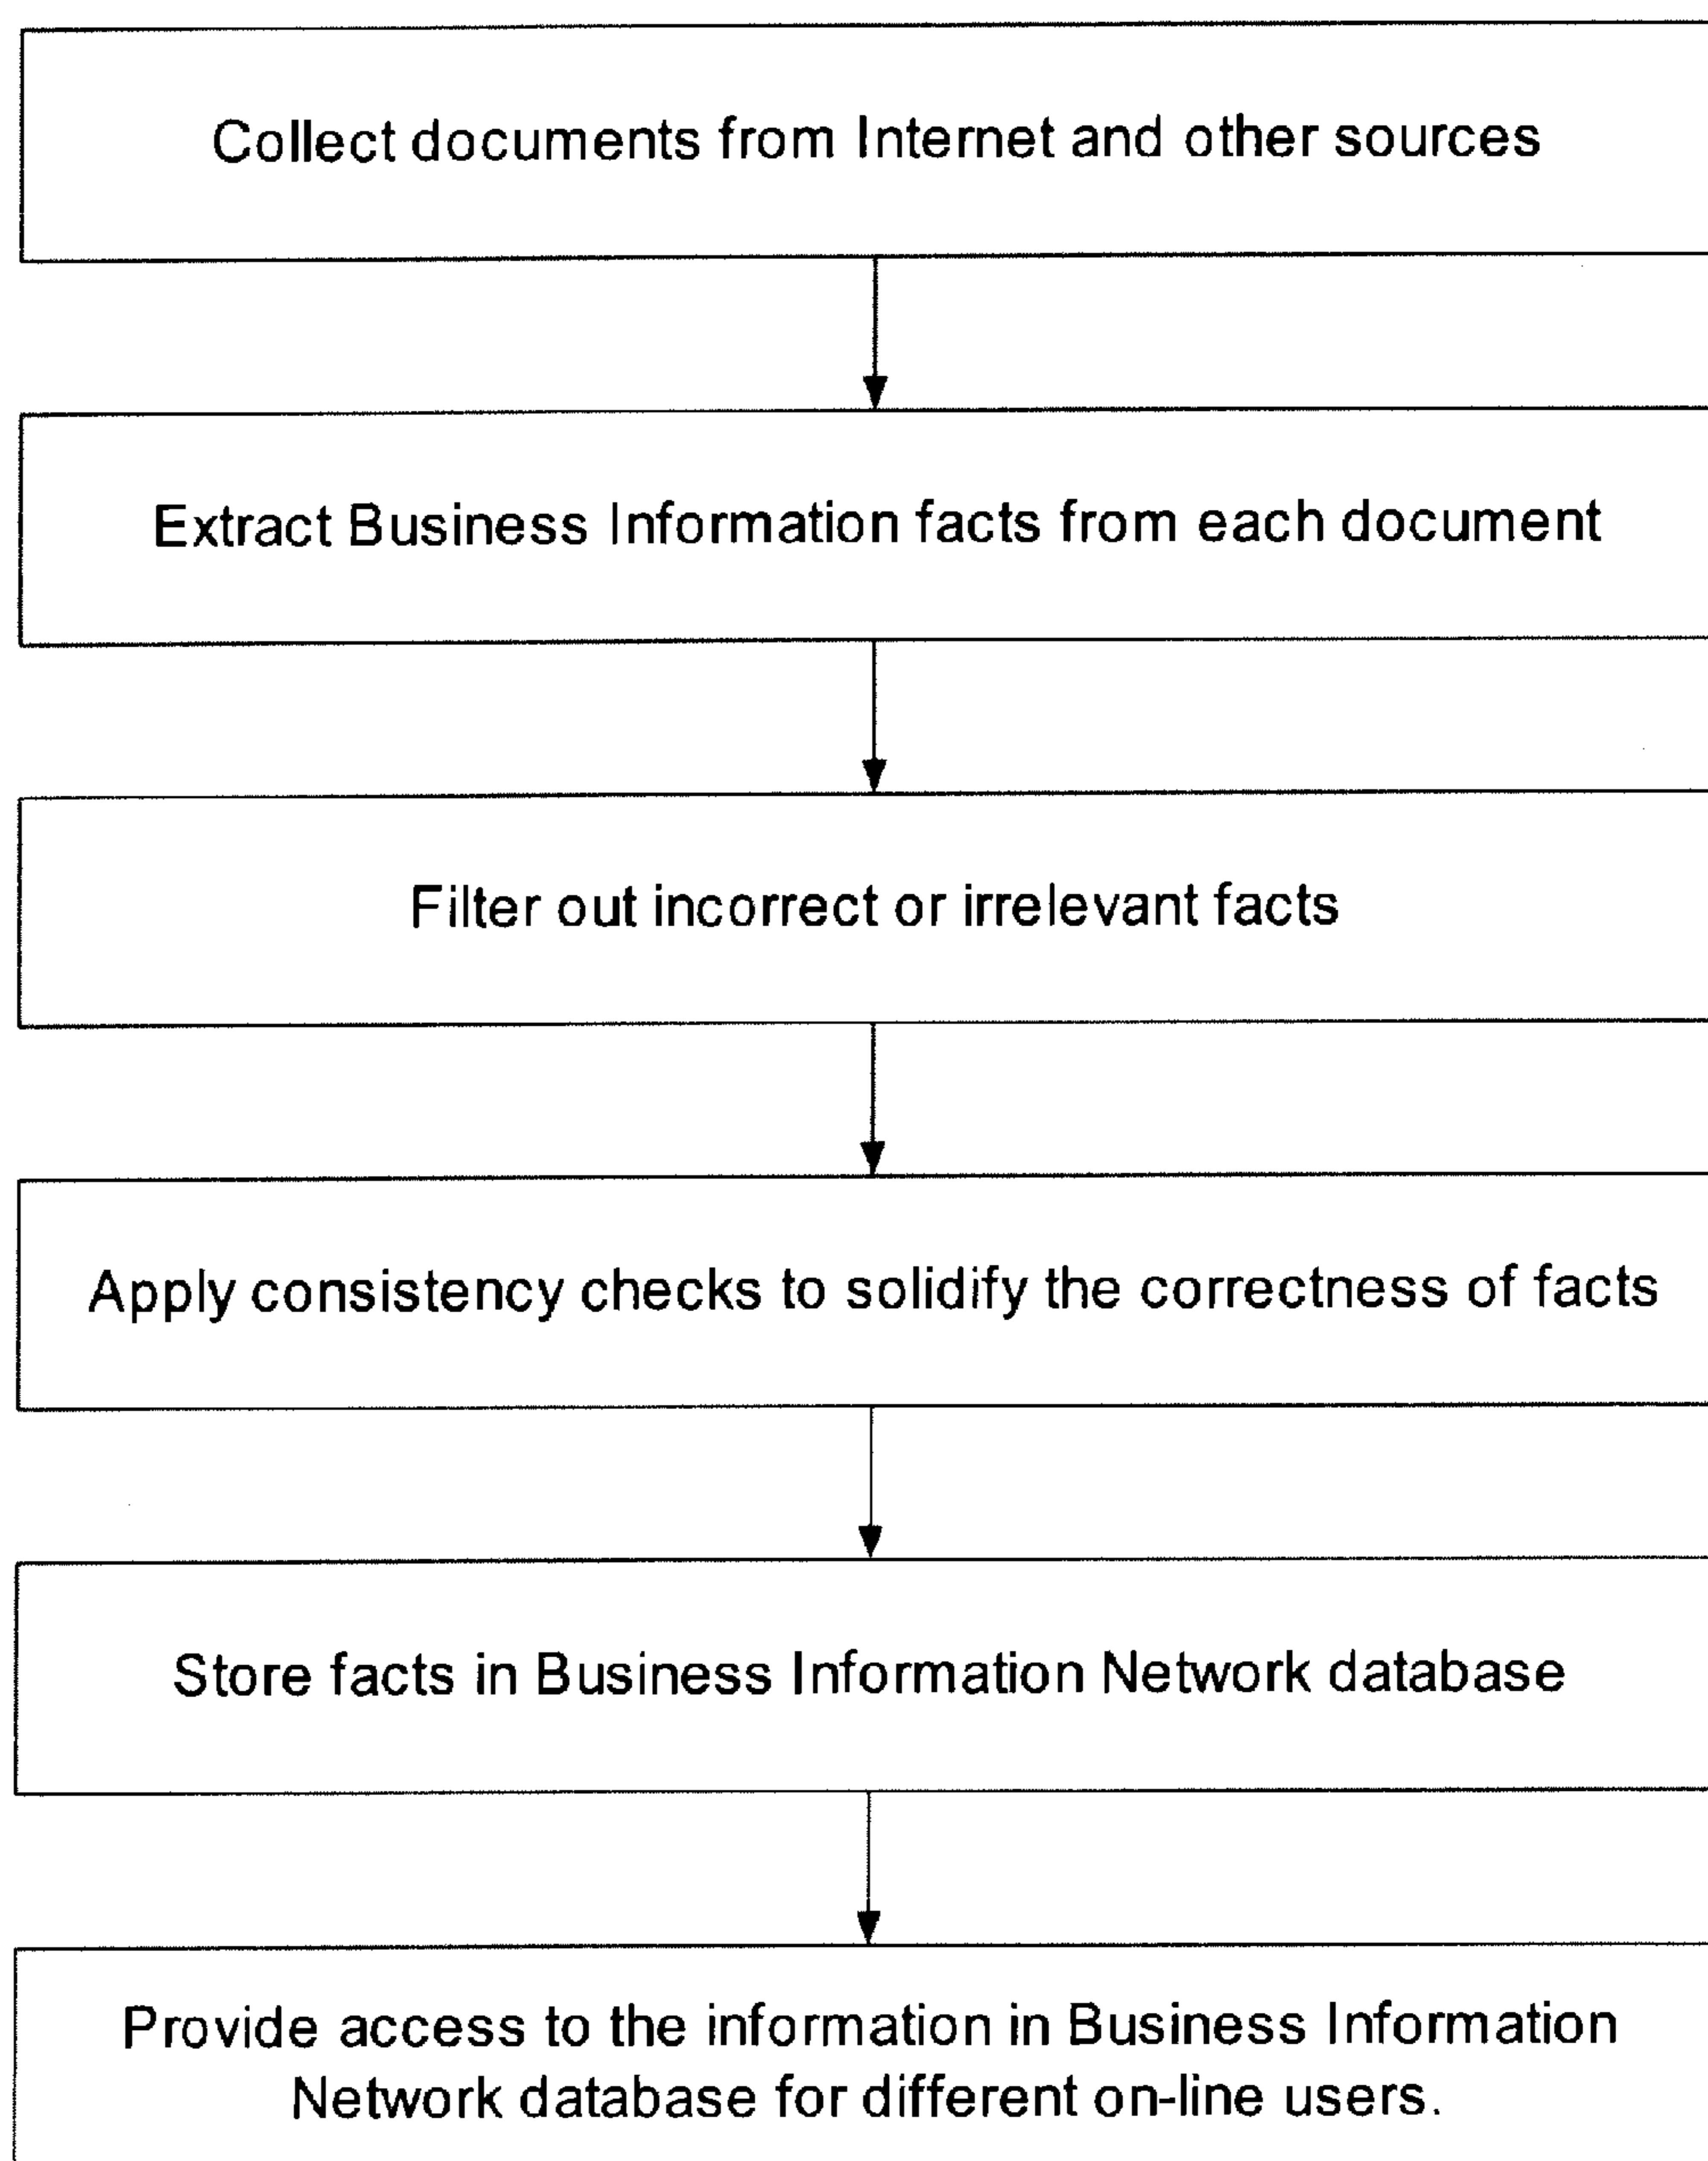 Collect documents from Internet and other sources
Extract Business Information facts from each document
Filter out incorrect or irrelevant facts
Apply consistency checks to solidify the correctness of facts
Store facts in Business Information Network database
Provide access to the information in Business Information
Network database for different on-line users.